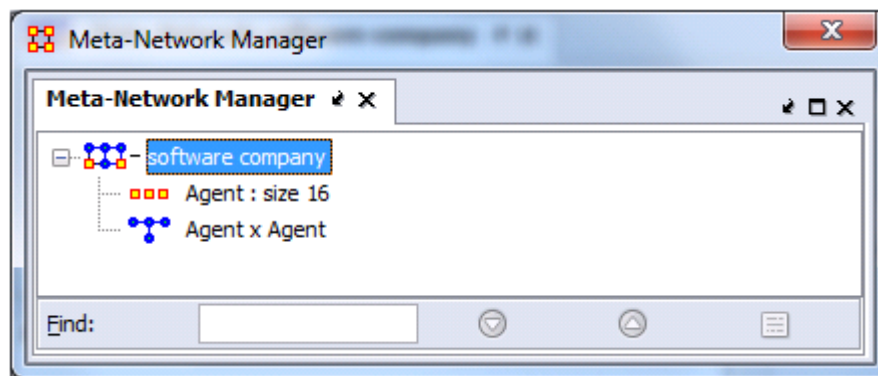 Meta-Network Manager
Meta-Network Manager
software company
Agent : size 16
Agent x Agent
Find: